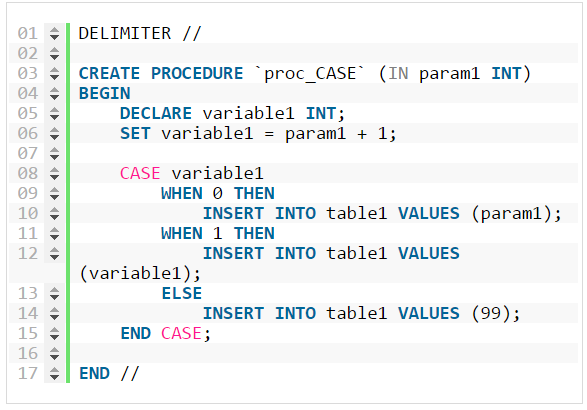 01 DELIMITER //
02
03 CREATE PROCEDURE `proc_CASE` (IN param1 INT)
04 BEGIN
05     DECLARE variable1 INT;
06     SET variable1 = param1 + 1;
07
08     CASE variable1
09         WHEN 0 THEN
10             INSERT INTO table1 VALUES (param1);
11         WHEN 1 THEN
12             INSERT INTO table1 VALUES
(variable1);
13         ELSE
14             INSERT INTO table1 VALUES (99);
15     END CASE;
16
17 END //